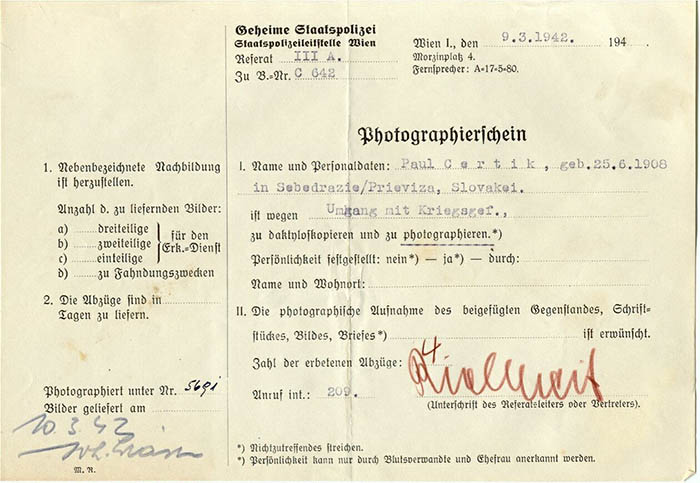 Geheime Staatspolizei
Staatspolizeileitstelle Wien
Referat III A.
Zu B.=Nr. C 642
Wien I., den 9.3.1942. 194
Morzinplatz 4.
Fernsprecher: A=17=5=80.
Photographierschein
1. Nebenbezeichnete Nachbildung
ist herzustellen.
Anzahl d. zu liefernden Bilder:
a) dreiteilige
b) zweiteilige
c) einteilige
für den
Erk.=Dienst
d) zu Fahndungszwecken
2. Die Abzüge sind in
Tagen zu liefern.
Photographiert unter Nr. 5691
Bilder geliefert am
10.3.42
M. R.
I. Name und Personaldaten: Paul C e r t i k , geb.25.6.1908
in Sebedrazie/Prieviza, Slovakei.
ist wegen Umgang mit Kriegsgef.,
zu daktyloskopieren und zu photographieren.*)
Persönlichkeit festgestellt: nein*) — ja*) — durch:
Name und Wohnort:
II. Die photographische Aufnahme des beigefügten Gegenstandes, Schrift-
stückes, Bildes, Briefes*) ist erwünscht.
Zahl der erbetenen Abzüge: 4
Anruf int.: 209.
(Unterschrift des Referatsleiters oder Vertreters).
*) Nichtzutreffendes streichen.
*) Persönlichkeit kann nur durch Blutsverwandte und Ehefrau anerkannt werden.